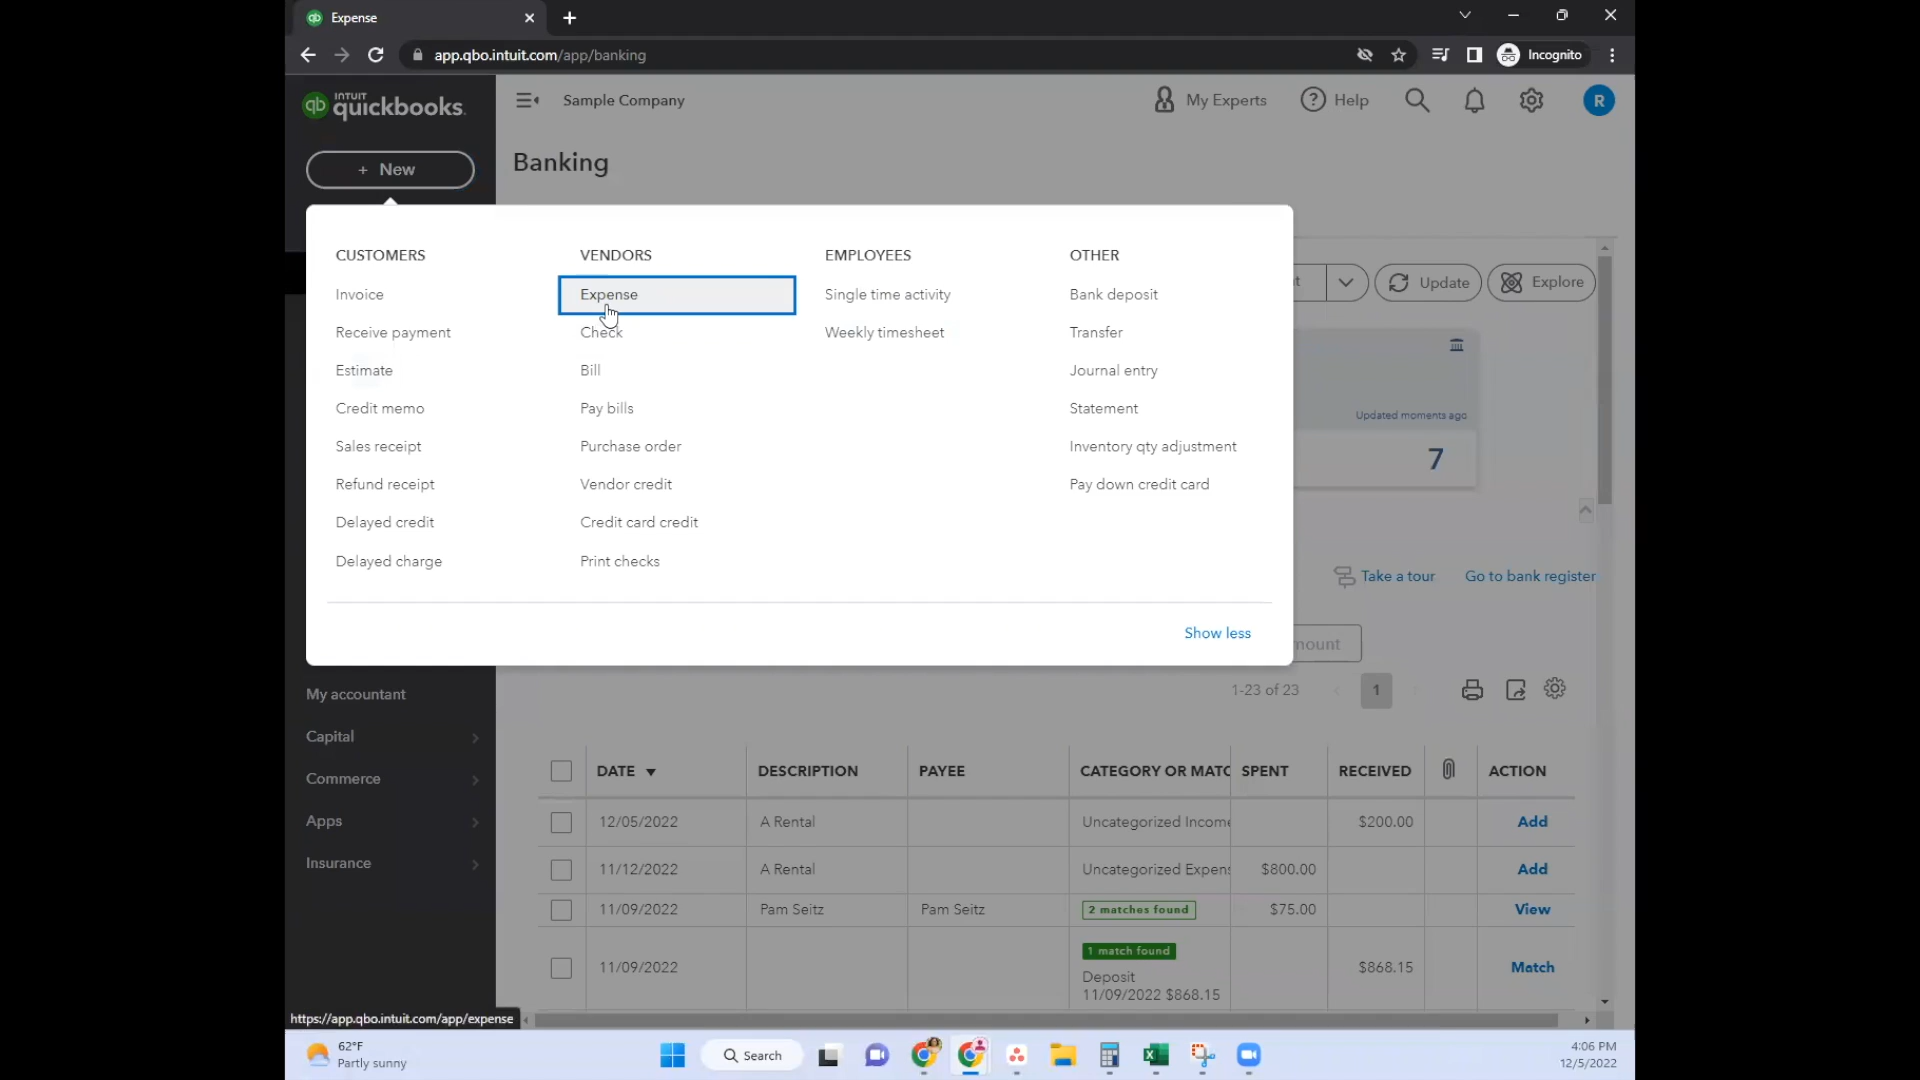 Expense
app.qbo.intuit.com/app/banking
Incognito
INTUIT
quickbooks.
Sample Company
My Experts
Help
R
+ New
Banking
CUSTOMERS
Invoice
Receive payment
Estimate
Credit memo
Sales receipt
Refund receipt
Delayed credit
Delayed charge
VENDORS
Expense
Check
Bill
Pay bills
Purchase order
Vendor credit
Credit card credit
Print checks
EMPLOYEES
Single time activity
Weekly timesheet
OTHER
Bank deposit
Transfer
Journal entry
Statement
Inventory qty adjustment
Pay down credit card
Show less
Update
Explore
Updated moments ago
7
Take a tour
Go to bank register
1-23 of 23
1
My accountant
Capital
Commerce
Apps
Insurance
DATE DESCRIPTION PAYEE CATEGORY OR MATC SPENT RECEIVED ACTION
12/05/2022 A Rental Uncategorized Income $200.00 Add
11/12/2022 A Rental Uncategorized Expens $800.00 Add
11/09/2022 Pam Seitz Pam Seitz 2 matches found $75.00 View
1 match found
11/09/2022 $868.15 Match
Deposit
11/09/2022 $868.15
https://app.qbo.intuit.com/app/expense
62°F
Partly sunny
Search
4:06 PM
12/5/2022